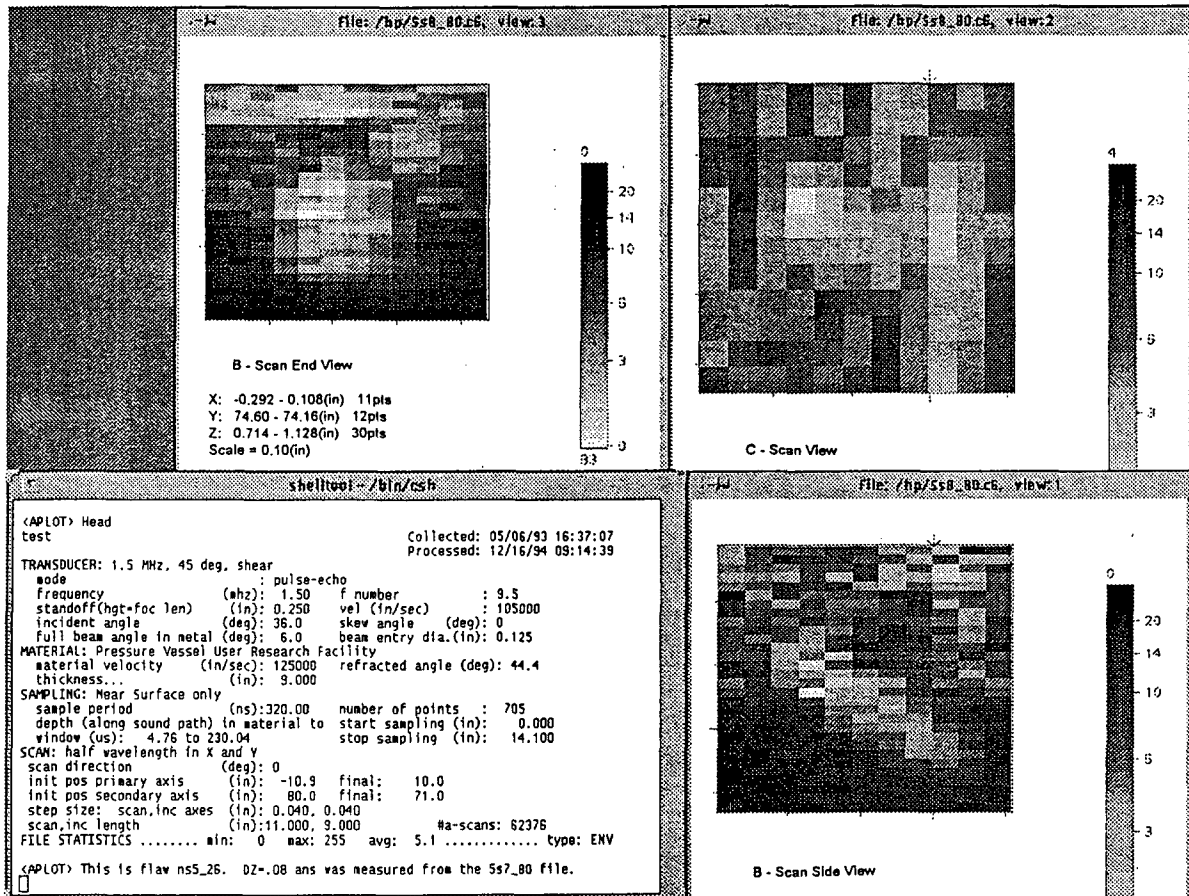 File: /hp/5s8_80.c6, view:3
0
20
14
10
6
3
0
93
B - Scan End View
X: -0.292 - 0.108(in) 11pts
Y: 74.60 - 74.16(in) 12pts
Z: 0.714 - 1.128(in) 30pts
Scale = 0.10(in)
File: /hp/5s8_80.c6, view:2
4
20
14
10
6
3
C - Scan View
shelltool - /bin/csh
<APLOT> Head
test Collected: 05/06/93 16:37:07
Processed: 12/16/94 09:14:39
TRANSDUCER: 1.5 MHz, 45 deg, shear
mode : pulse-echo
frequency (mhz): 1.50 f number : 9.5
standoff(hgt=foc len) (in): 0.250 vel (in/sec) : 105000
incident angle (deg): 36.0 skew angle (deg): 0
full beam angle in metal (deg): 6.0 beam entry dia.(in): 0.125
MATERIAL: Pressure Vessel User Research Facility
material velocity (in/sec): 125000 refracted angle (deg): 44.4
thickness... (in): 9.000
SAMPLING: Near Surface only
sample period (ns):320.00 number of points : 705
depth (along sound path) in material to start sampling (in): 0.000
window (us): 4.76 to 230.04 stop sampling (in): 14.100
SCAN: half wavelength in X and Y
scan direction (deg): 0
init pos primary axis (in): -10.9 final: 10.0
init pos secondary axis (in): 80.0 final: 71.0
step size: scan,inc axes (in): 0.040, 0.040
scan,inc length (in):11.000, 9.000 #a-scans: 62376
FILE STATISTICS ........ min: 0 max: 255 avg: 5.1 ............ type: ENV
<APLOT> This is flaw ns5_26. DZ=.08 ans was measured from the 5s7_80 file.
File: /hp/5s8_80.c6, view:1
0
20
14
10
6
3
B - Scan Side View